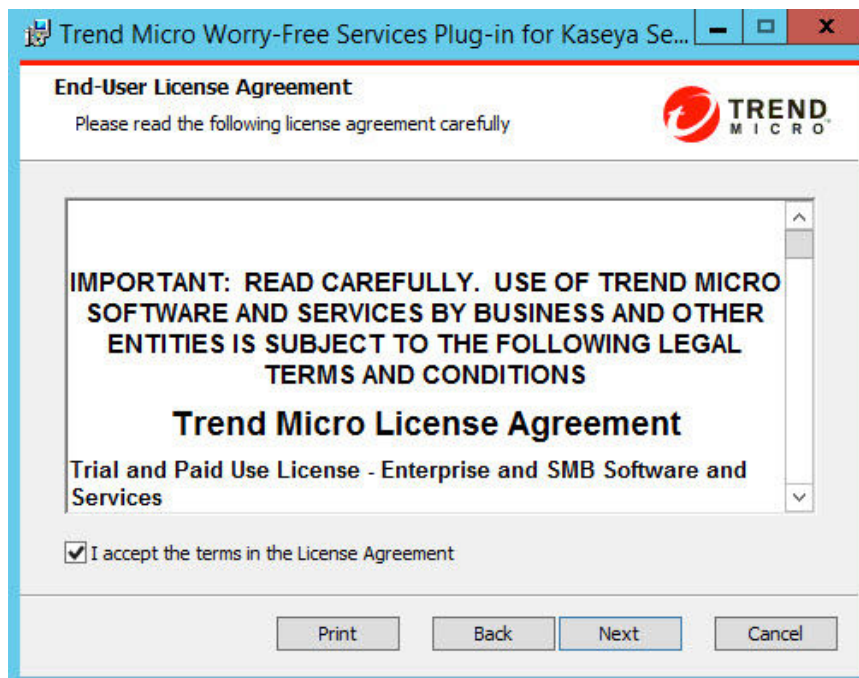 Trend Micro Worry-Free Services Plug-in for Kaseya Se...
End-User License Agreement
Please read the following license agreement carefully
TREND
MICRO
IMPORTANT: READ CAREFULLY. USE OF TREND MICRO
SOFTWARE AND SERVICES BY BUSINESS AND OTHER
ENTITIES IS SUBJECT TO THE FOLLOWING LEGAL
TERMS AND CONDITIONS
Trend Micro License Agreement
Trial and Paid Use License - Enterprise and SMB Software and
Services
I accept the terms in the License Agreement
Print Back Next Cancel